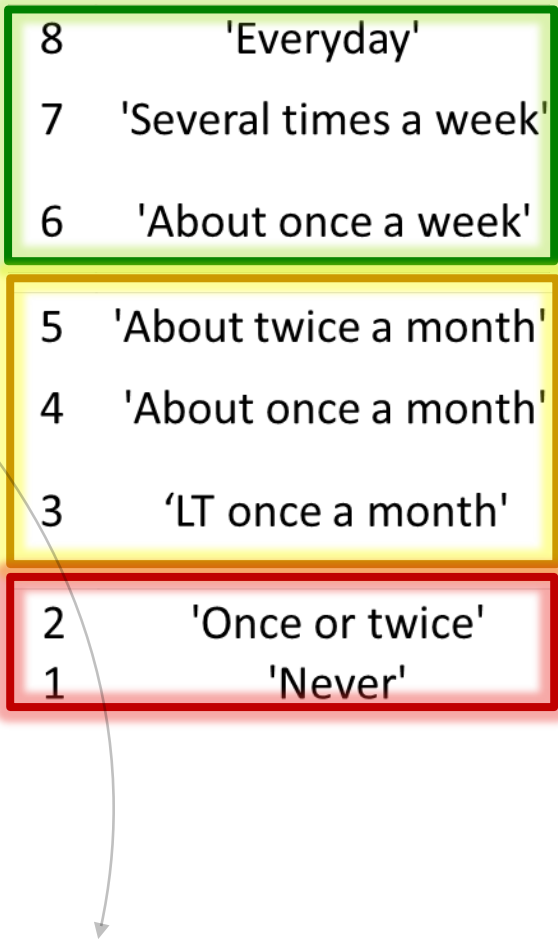 8 'Everyday'
7 'Several times a week'
6 'About once a week'
5 'About twice a month'
4 'About once a month'
3 ‘LT once a month'
2 'Once or twice'
1 'Never'